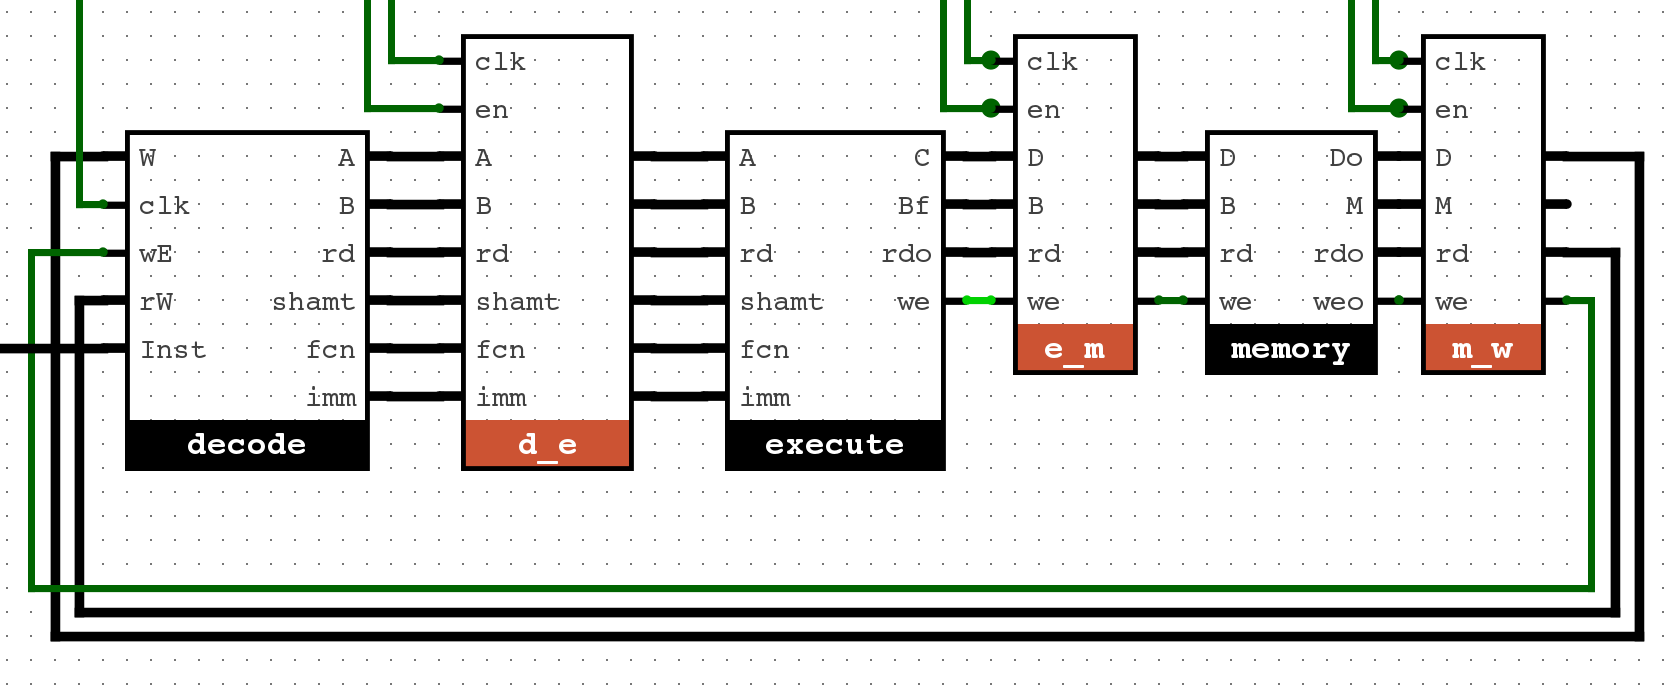 clk
en
A
B
rd
shamt
fcn
imm
d_e
clk
en
D
B
rd
we
e_m
clk
en
D
M
rd
we
m_w
W A
clk B
wE rd
rW shamt
Inst fcn
imm
decode
A C
B Bf
rd rdo
shamt we
fcn
imm
execute
D Do
B M
rd rdo
we weo
memory